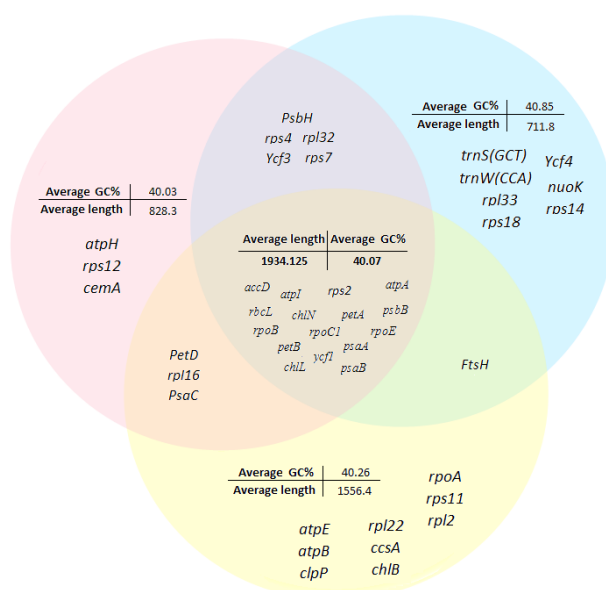 PsbH
rps4 rpl32
Ycf3 rps7
Average GC% 40.85
Average length 711.8
trnS(GCT) Ycf4
trnW(CCA) nuoK
rpl33 rps14
rps18
Average GC% 40.03
Average length 828.3
atpH
rps12
cemA
Average length Average GC%
1934.125 40.07
accD atpI rps2 atpA
rbcL chlN petA psbB
rpoB rpoC1 rpoE
petB ycf1 psaA
chlL psaB
PetD
rpl16
PsaC
FtsH
Average GC% 40.26
Average length 1556.4
rpoA
rps11
rpl2
atpE rpl22
atpB ccsA
clpP chlB